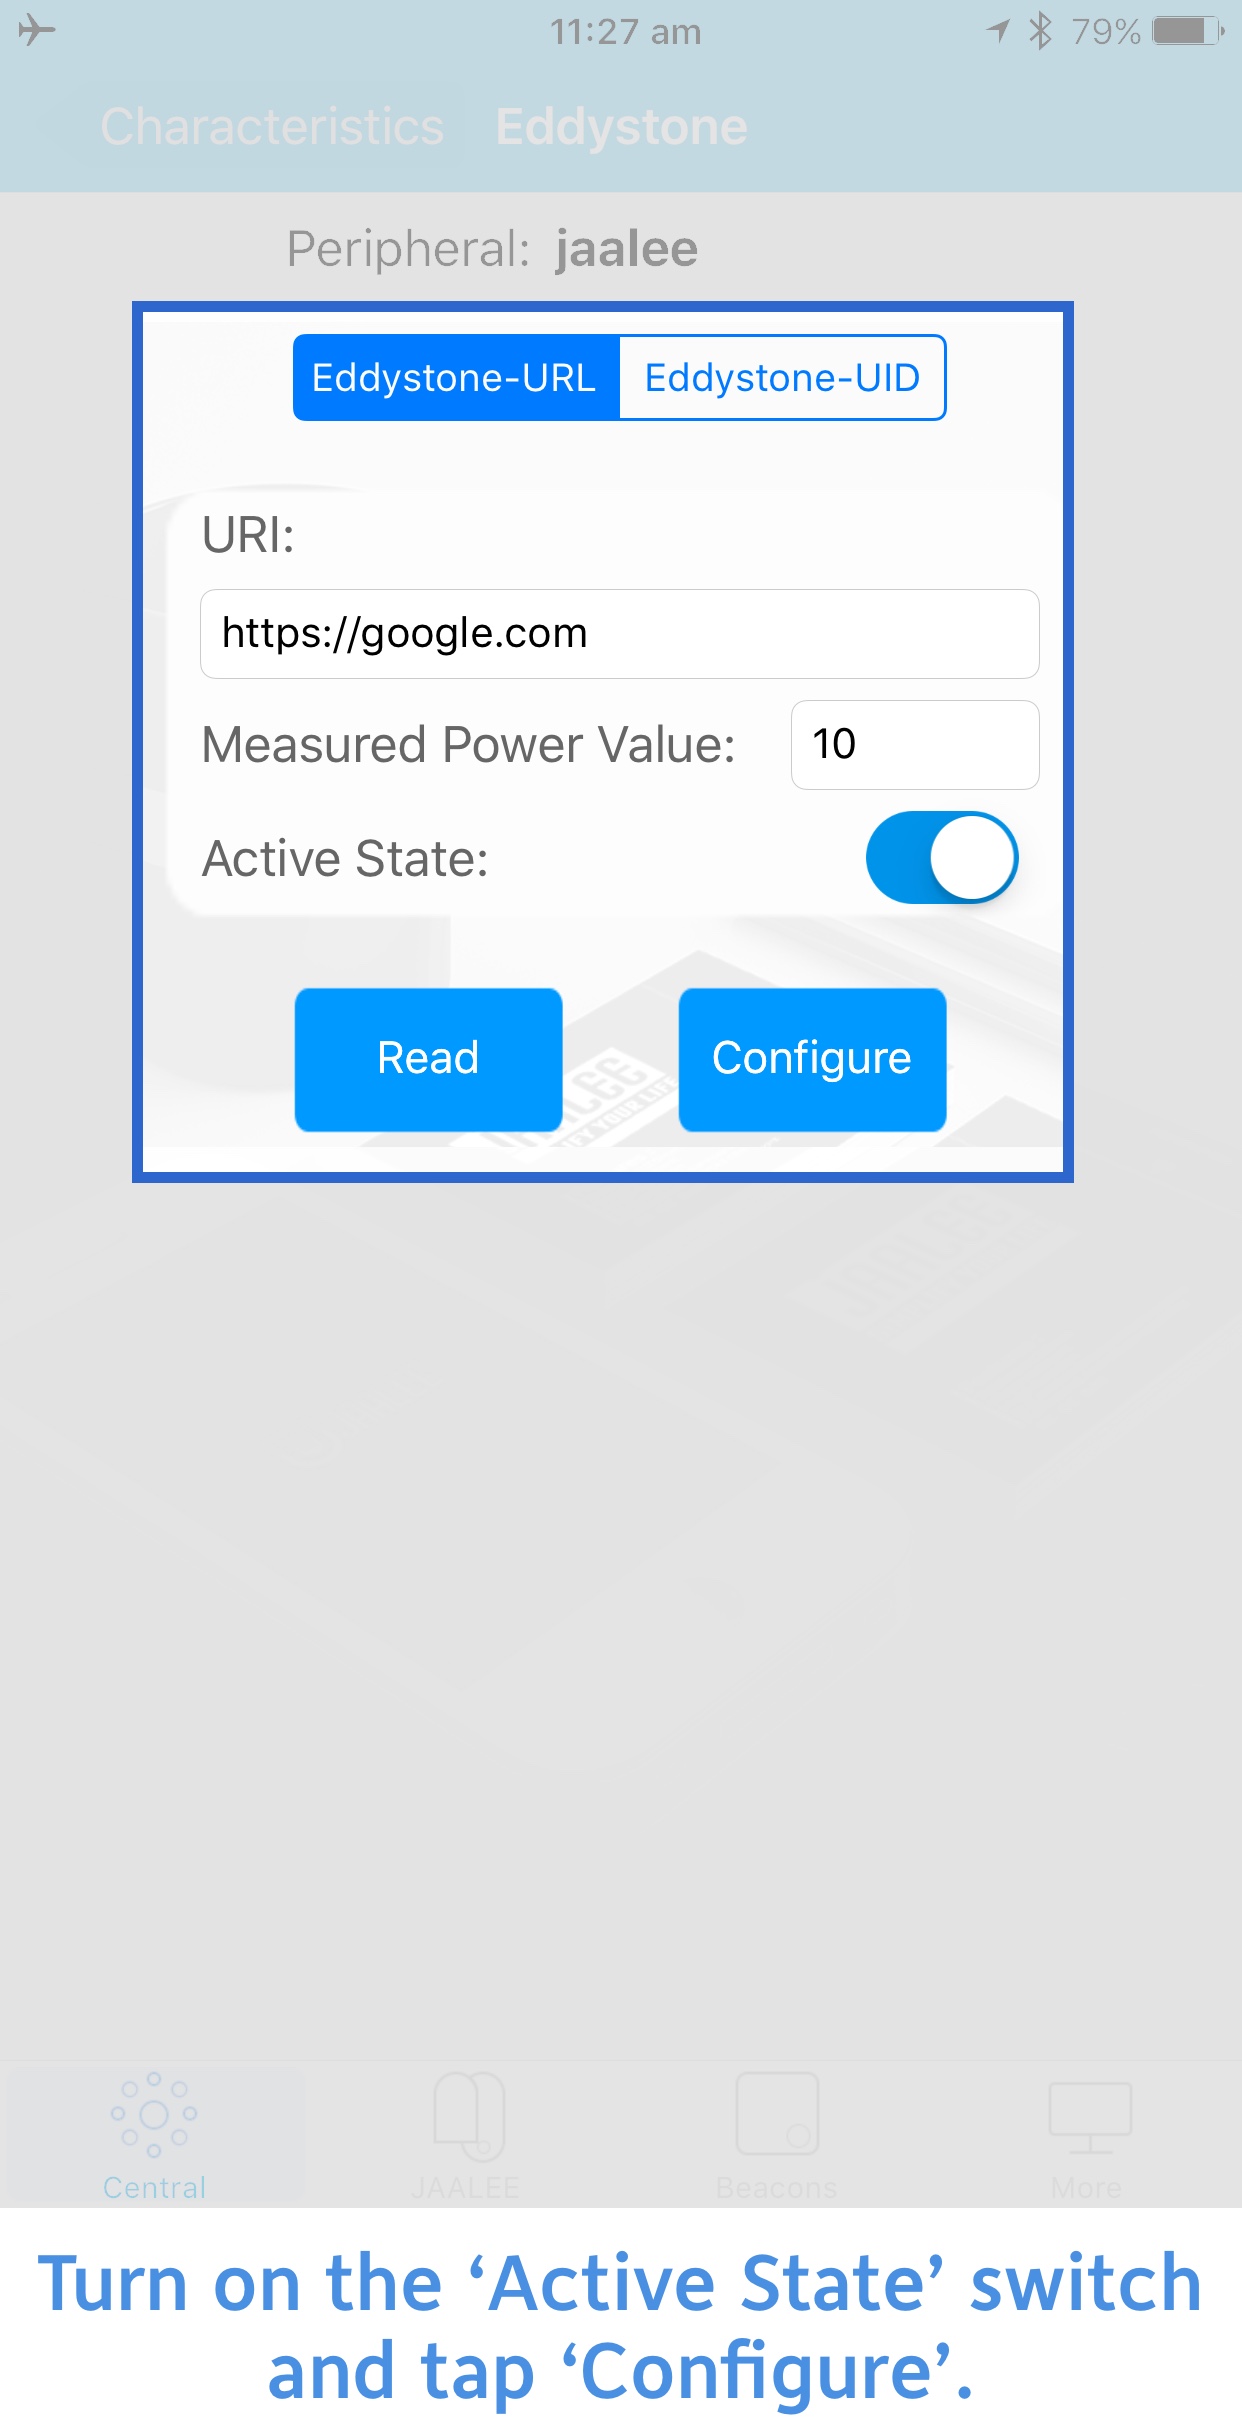 11:27 am 79%
Characteristics Eddystone
Peripheral: jaalee
Eddystone-URL Eddystone-UID
URI:
https://google.com
Measured Power Value: 10
Active State:
Read Configure
Central JAALEE Beacons More
Turn on the ‘Active State’ switch
and tap ‘Configure’.